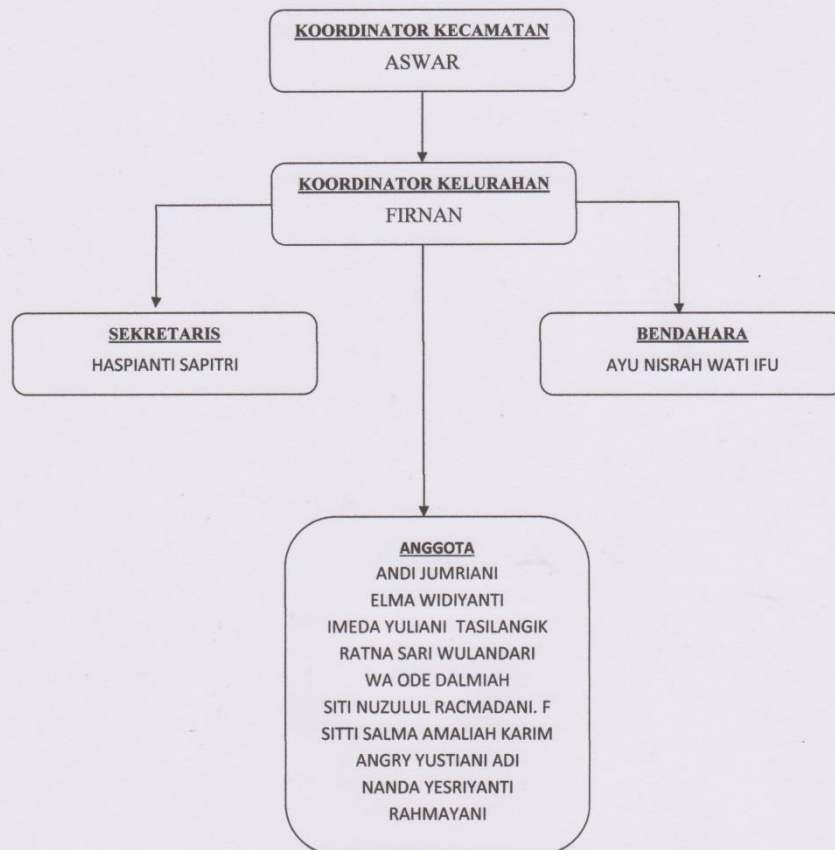 KOORDINATOR KECAMATAN
ASWAR
KOORDINATOR KELURAHAN
FIRNAN
SEKRETARIS
HASPIANTI SAPITRI
BENDAHARA
AYU NISRAH WATI IFU
ANGGOTA
ANDI JUMRIANI
ELMA WIDIYANTI
IMEDA YULIANI TASILANGIK
RATNA SARI WULANDARI
WA ODE DALMIAH
SITI NUZULUL RACMADANI. F
SITTI SALMA AMALIAH KARIM
ANGRY YUSTIANI ADI
NANDA YESRIYANTI
RAHMAYANI